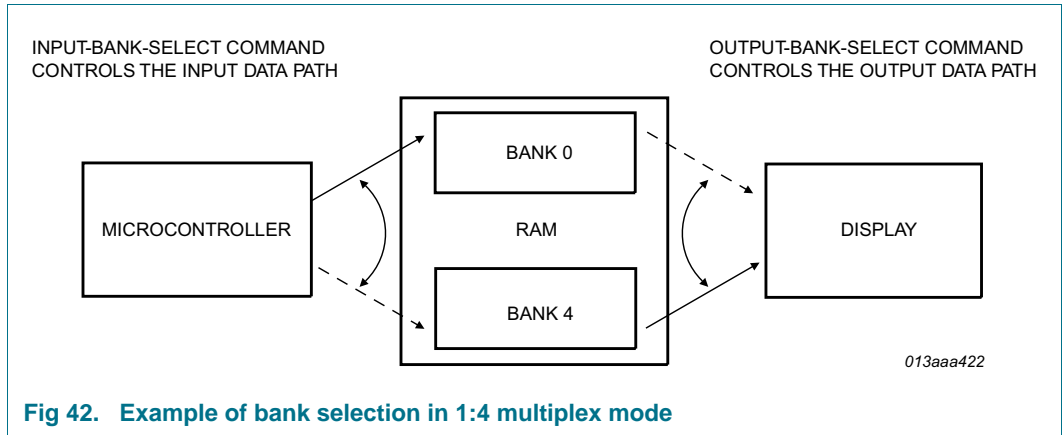 INPUT-BANK-SELECT COMMAND
CONTROLS THE INPUT DATA PATH
OUTPUT-BANK-SELECT COMMAND
CONTROLS THE OUTPUT DATA PATH
BANK 0
MICROCONTROLLER
RAM
DISPLAY
BANK 4
013aaa422
Fig 42. Example of bank selection in 1:4 multiplex mode